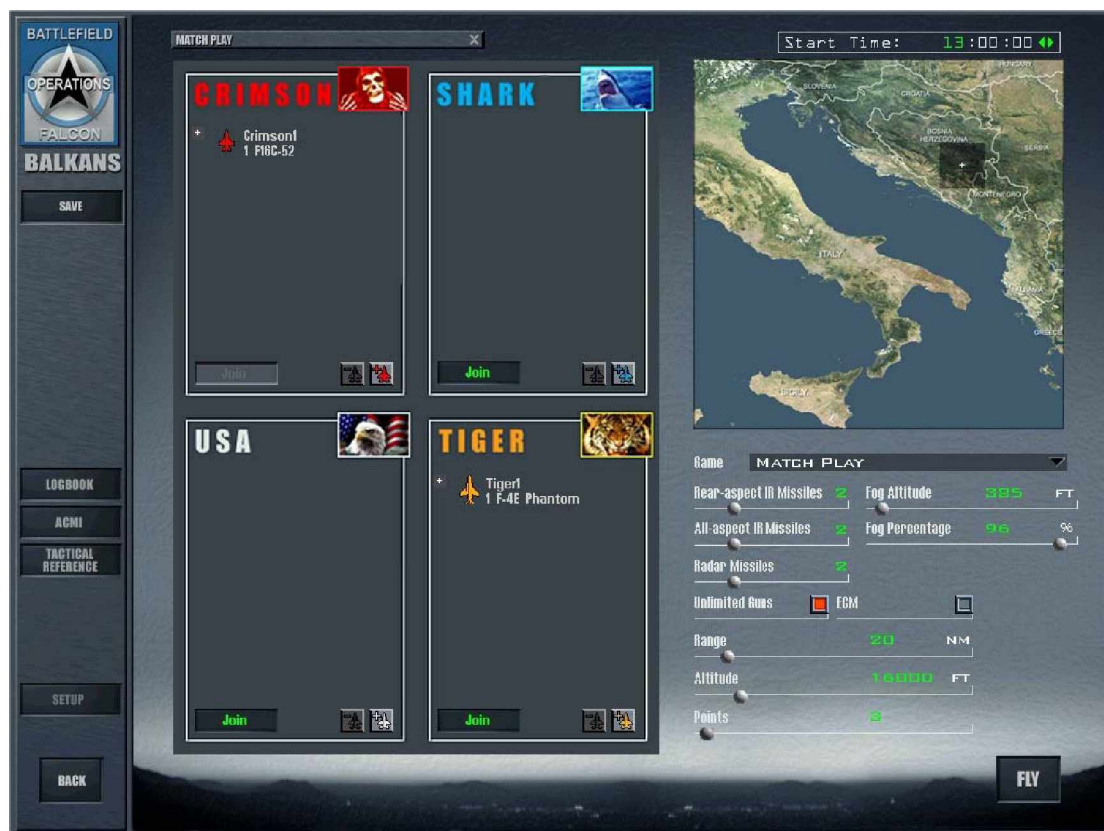 BATTLEFIELD
OPERATIONS
FALCON
BALKANS
SAVE
LOGBOOK
ACMI
TACTICAL
REFERENCE
SETUP
BACK
MATCH PLAY X
CRIMSON
+ Crimson1
1 F16C-52
Join
SHARK
Join
USA
Join
TIGER
+ Tiger1
1 F-4E Phantom
Join
Start Time: 13:00:00
SLOVENIA
HUNGARY
CROATIA
BOSNIA
HERZEGOVINA
SERBIA
MONTENEGRO
ITALY
ALBANIA
GREECE
SICILY
Game MATCH PLAY
Rear-aspect IR Missiles 2 Fog Altitude 385 FT
All-aspect IR Missiles 2 Fog Percentage 96 %
Radar Missiles 2
Unlimited Guns ECM
Range 20 NM
Altitude 16000 FT
Points 3
FLY